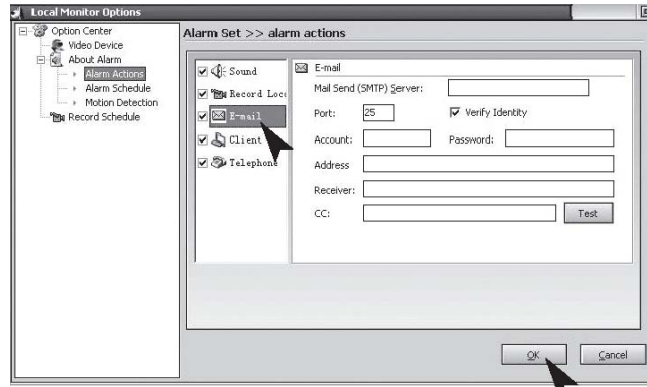 Local Monitor Options
Option Center
Video Device
About Alarm
Alarm Actions
Alarm Schedule
Motion Detection
Record Schedule
Alarm Set >> alarm actions
Sound
Record Loc
E-mail
Client
Telephone
E-mail
Mail Send (SMTP) Server:
Port: 25 Verify Identity
Account: Password:
Address
Receiver:
CC: Test
OK Cancel